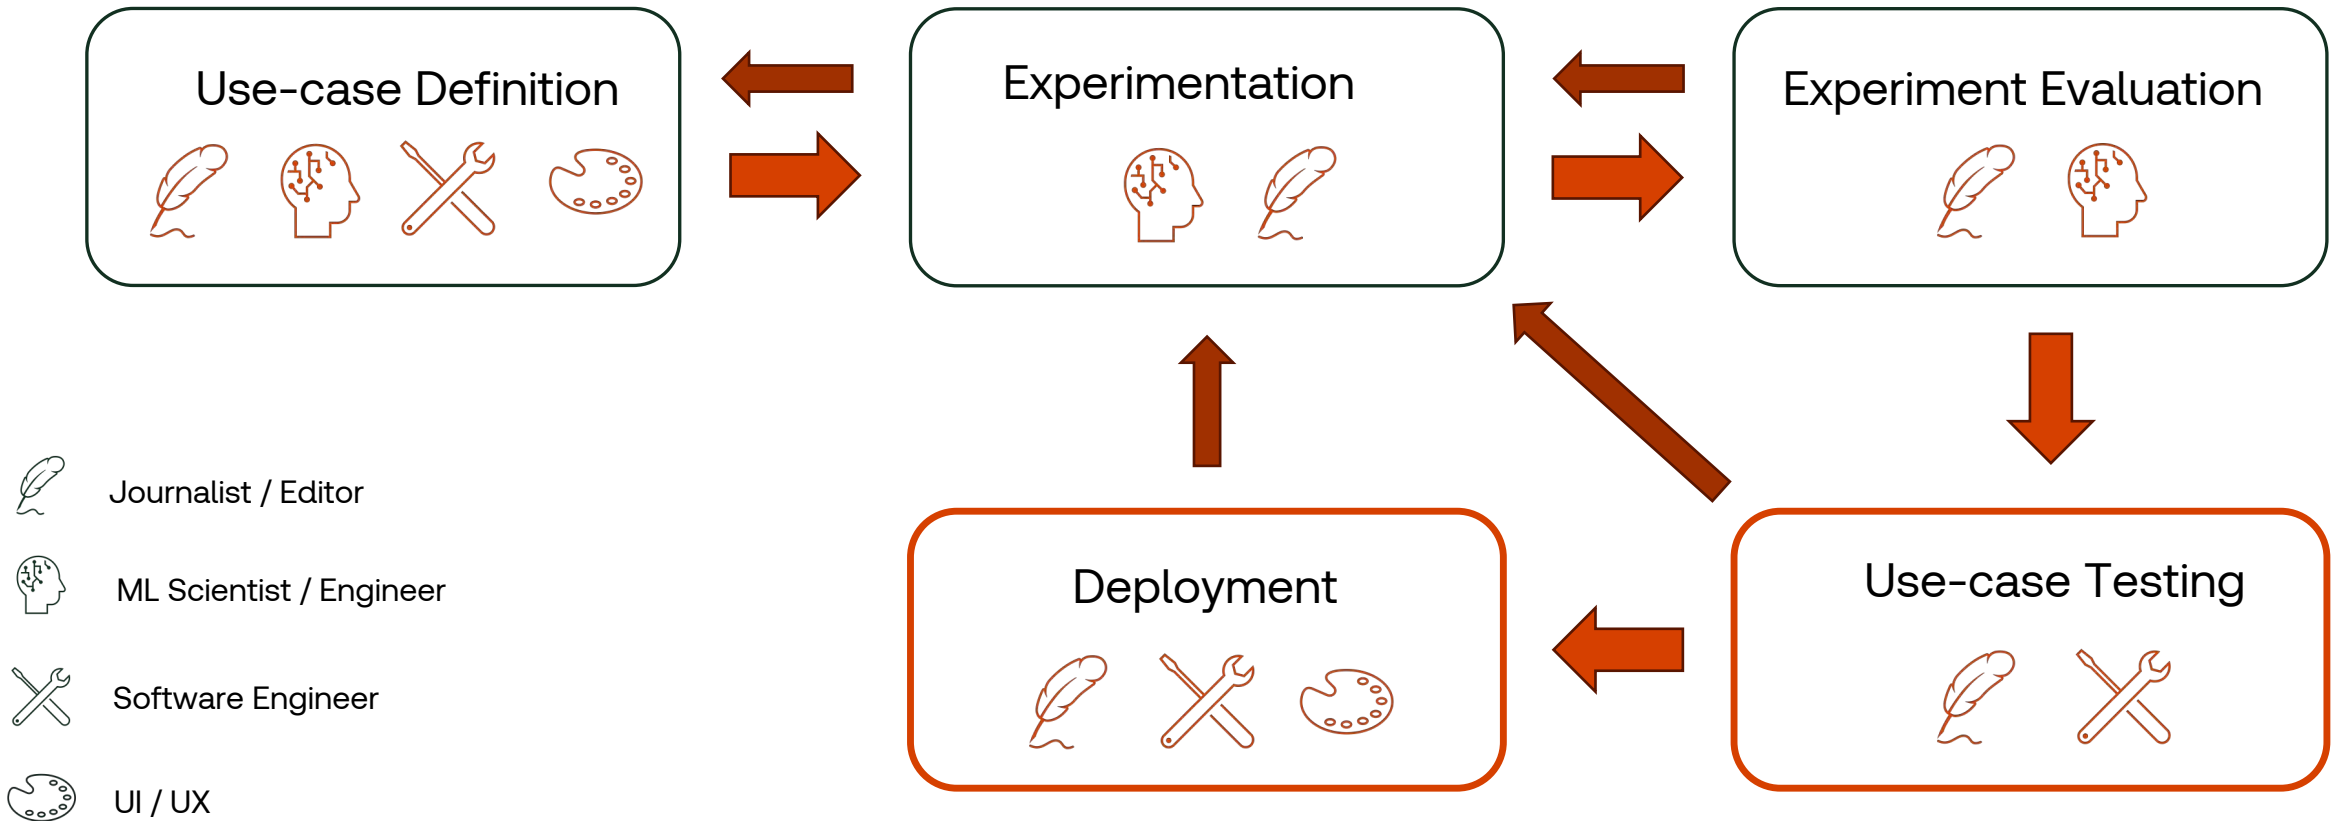 Use-case Definition
Experimentation
Experiment Evaluation
Deployment
Use-case Testing
Journalist / Editor
ML Scientist / Engineer
Software Engineer
UI / UX